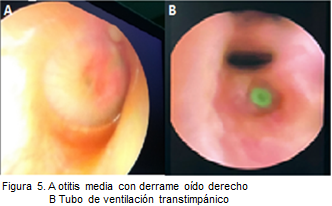 A
B
Figura 5. A otitis media con derrame oído derecho
B Tubo de ventilación transtimpánico